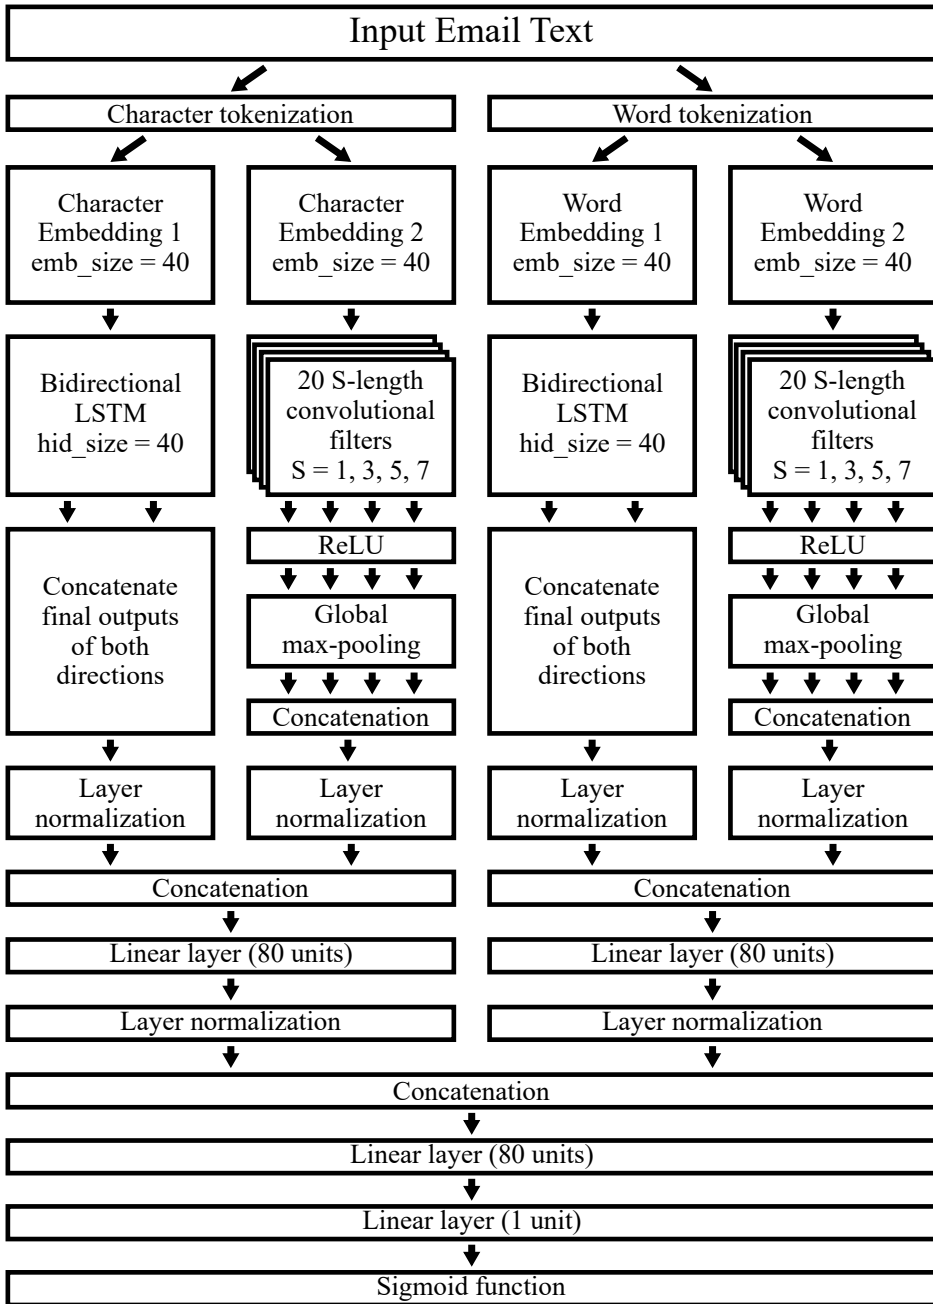 Input Email Text
Character tokenization
Word tokenization
Character
Embedding 1
emb_size = 40
Character
Embedding 2
emb_size = 40
Word
Embedding 1
emb_size = 40
Word
Embedding 2
emb_size = 40
Bidirectional
LSTM
hid_size = 40
20 S-length
convolutional
filters
S = 1, 3, 5, 7
Bidirectional
LSTM
hid_size = 40
20 S-length
convolutional
filters
S = 1, 3, 5, 7
Concatenate
final outputs
of both
directions
ReLU
Global
max-pooling
Concatenation
Concatenate
final outputs
of both
directions
ReLU
Global
max-pooling
Concatenation
Layer
normalization
Layer
normalization
Layer
normalization
Layer
normalization
Concatenation
Concatenation
Linear layer (80 units)
Linear layer (80 units)
Layer normalization
Layer normalization
Concatenation
Linear layer (80 units)
Linear layer (1 unit)
Sigmoid function